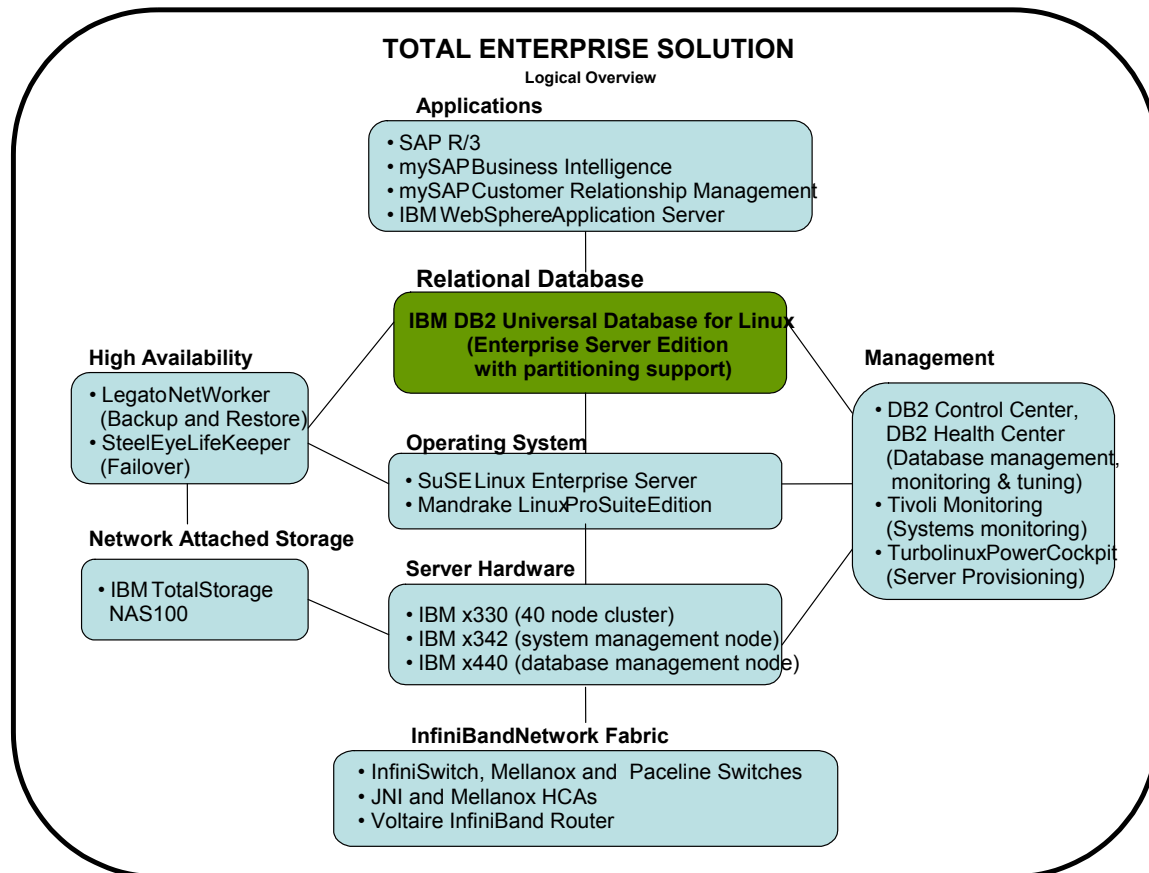 TOTAL ENTERPRISE SOLUTION
Logical Overview
Applications
• SAP R/3
• mySAP Business Intelligence
• mySAP Customer Relationship Management
• IBM WebSphere Application Server
Relational Database
IBM DB2 Universal Database for Linux
(Enterprise Server Edition
with partitioning support)
High Availability
• Legato NetWorker
(Backup and Restore)
• SteelEye LifeKeeper
(Failover)
Management
• DB2 Control Center,
DB2 Health Center
(Database management,
monitoring & tuning)
• Tivoli Monitoring
(Systems monitoring)
• Turbolinux PowerCockpit
(Server Provisioning)
Operating System
• SuSE Linux Enterprise Server
• Mandrake Linux ProSuite Edition
Network Attached Storage
• IBM TotalStorage
NAS100
Server Hardware
• IBM x330 (40 node cluster)
• IBM x342 (system management node)
• IBM x440 (database management node)
InfiniBand Network Fabric
• InfiniSwitch, Mellanox and Paceline Switches
• JNI and Mellanox HCAs
• Voltaire InfiniBand Router